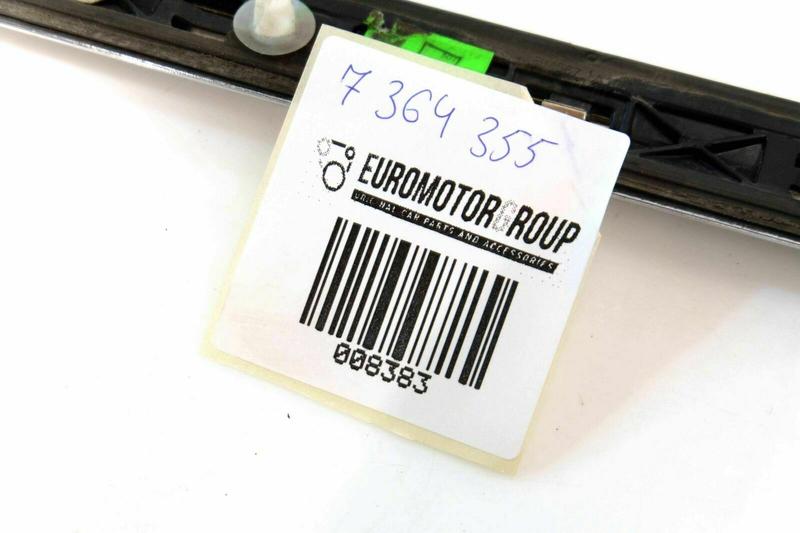 7 364 355
EUROMOTORGROUP
ORIGINAL CAR PARTS AND ACCESSORIES
008383